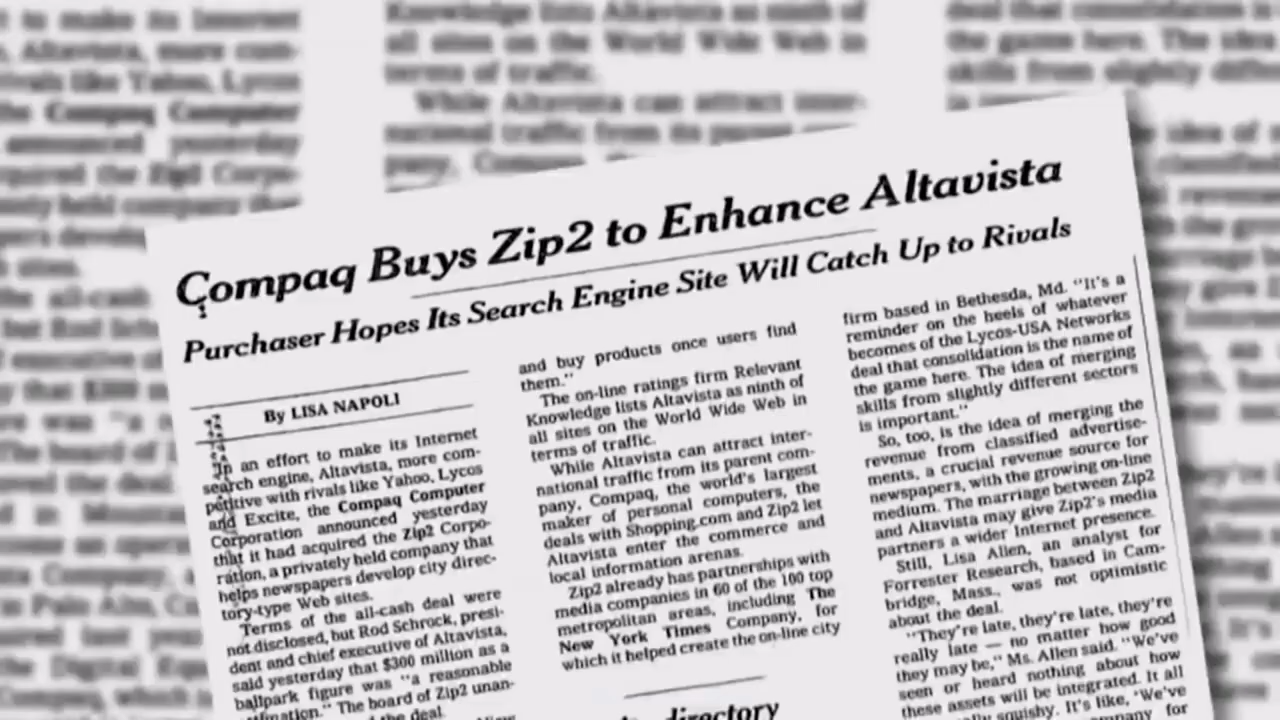 Compaq Buys Zip2 to Enhance Altavista
Purchaser Hopes Its Search Engine Site Will Catch Up to Rivals
By LISA NAPOLI
In an effort to make its Internet
search engine, Altavista, more com-
petitive with rivals like Yahoo, Lycos
and Excite, the Compaq Computer
Corporation announced yesterday
that it had acquired the Zip2 Corpo-
ration, a privately held company that
helps newspapers develop city direc-
tory-type Web sites.
Terms of the all-cash deal were
not disclosed, but Rod Schrock, presi-
dent and chief executive of Altavista,
said yesterday that $300 million as a
ballpark figure was "a reasonable
The board of Zip2 unan-
the deal.
and buy products once users find
them."
The on-line ratings firm Relevant
Knowledge lists Altavista as ninth of
all sites on the World Wide Web in
terms of traffic.
While Altavista can attract inter-
national traffic from its parent com-
pany, Compaq, the world's largest
maker of personal computers, the
deals with Shopping.com and Zip2 let
Altavista enter the commerce and
local information arenas.
Zip2 already has partnerships with
media companies in 60 of the 100 top
metropolitan areas, including The
New York Times Company, for
which it helped create the on-line city
directory
firm based in Bethesda, Md. "It's a
reminder on the heels of whatever
becomes of the Lycos-USA Networks
deal that consolidation is the name of
the game here. The idea of merging
skills from slightly different sectors
is important."
So, too, is the idea of merging the
revenue from classified advertise-
ments, a crucial revenue source for
newspapers, with the growing on-line
medium. The marriage between Zip2
and Altavista may give Zip2's media
partners a wider Internet presence.
Still, Lisa Allen, an analyst for
Forrester Research, based in Cam-
bridge, Mass., was not optimistic
about the deal.
"They're late, they're
really late — no matter how good
they may be," Ms. Allen said. "We've
seen or heard nothing about how
these assets will be integrated. It all
squishy. It's like, 'We've
company for